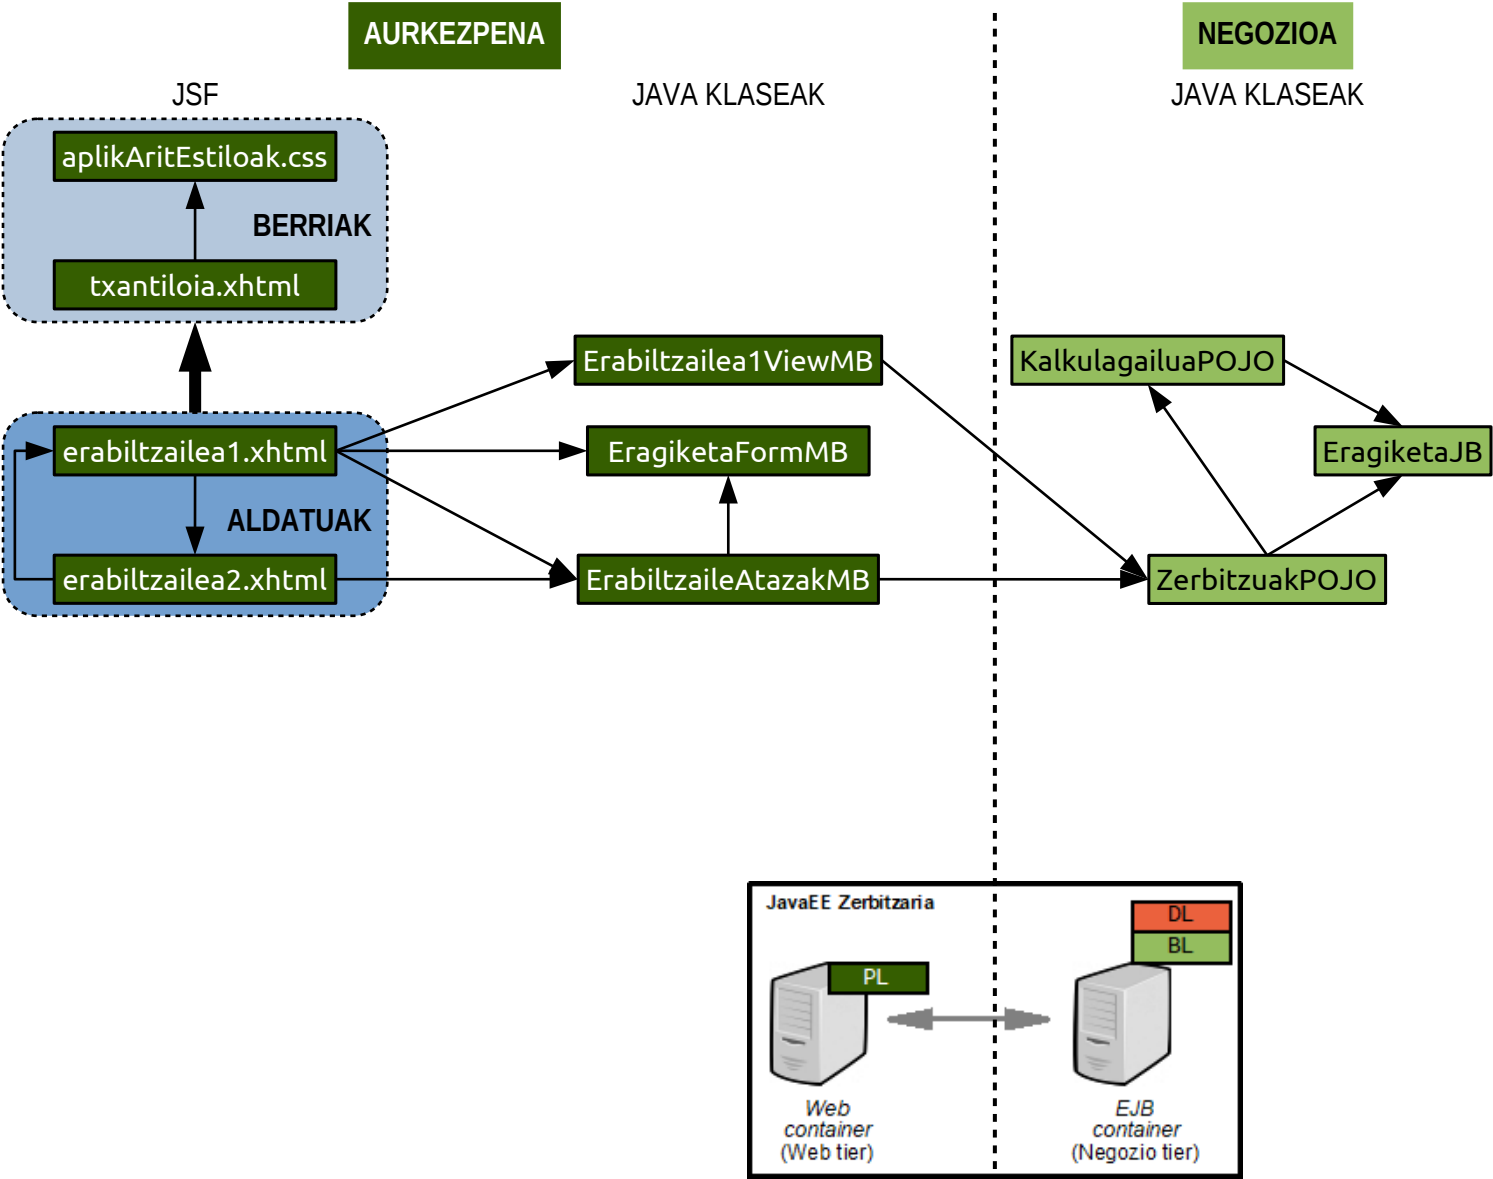 AURKEZPENA
NEGOZIOA
JSF
JAVA KLASEAK
JAVA KLASEAK
aplikAritEstiloak.css
BERRIAK
txantiloia.xhtml
Erabiltzailea1ViewMB
KalkulagailuaPOJO
erabiltzailea1.xhtml
EragiketaFormMB
EragiketaJB
ALDATUAK
erabiltzailea2.xhtml
ErabiltzaileAtazakMB
ZerbitzuakPOJO
JavaEE Zerbitzaria
DL
BL
PL
Web
container
(Web tier)
EJB
container
(Negozio tier)